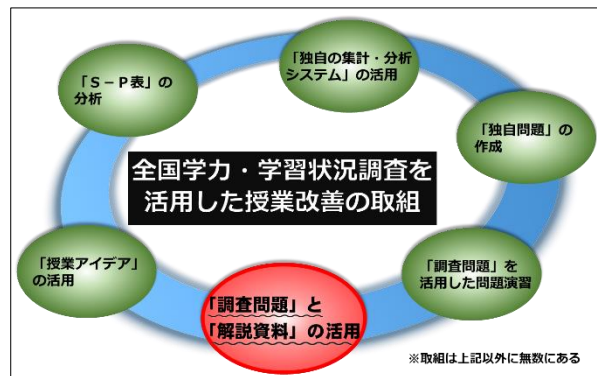 「独自の集計・分析
システム」の活用
「S－P表」の
分析
「独自問題」の
作成
全国学力・学習状況調査を
活用した授業改善の取組
「授業アイデア」
の活用
「調査問題」を
活用した問題演習
「調査問題」と
「解説資料」の活用
※取組は上記以外に無数にある